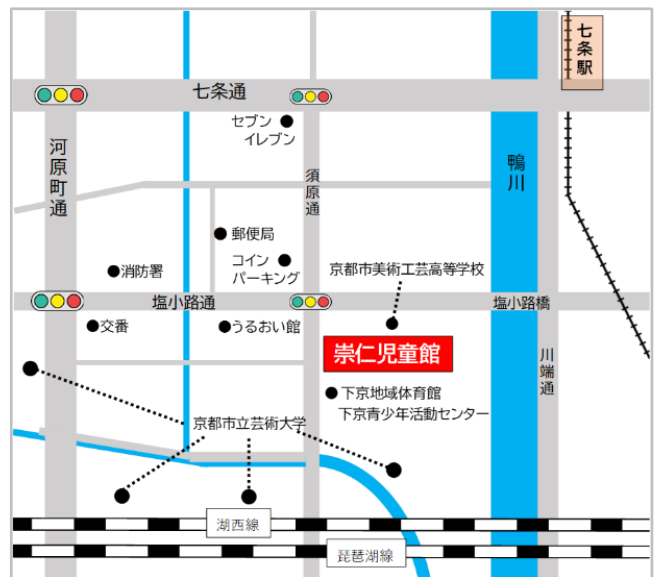 七条駅
七条通
セブン
イレブン
河原町通
須原通
鴨川
郵便局
コイン
パーキング
消防署
京都市美術工芸高等学校
塩小路通
塩小路橋
交番
うるおい館
崇仁児童館
川端通
下京地域体育館
下京青少年活動センター
京都市立芸術大学
湖西線
琵琶湖線